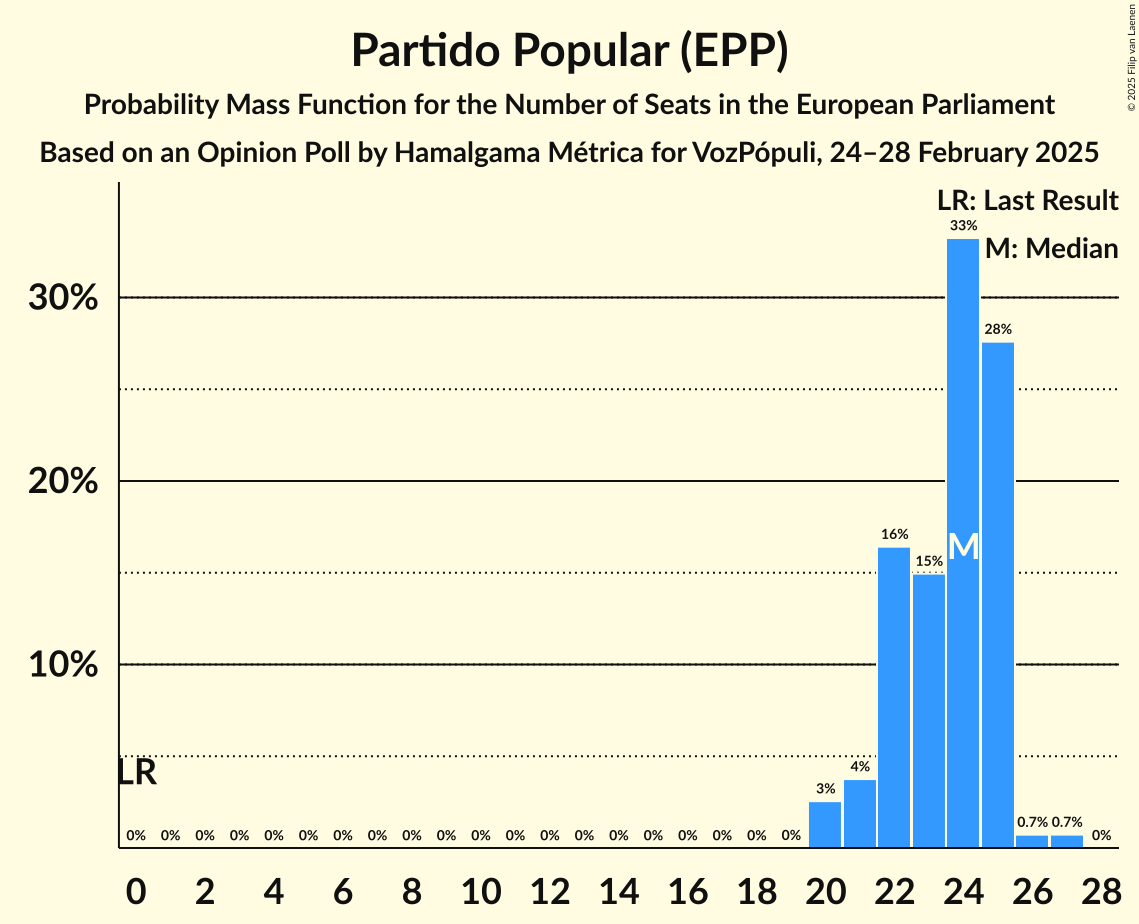 Partido Popular (EPP)
Probability Mass Function for the Number of Seats in the European Parliament
Based on an Opinion Poll by Hamalgama Métrica for VozPópuli, 24–28 February 2025
© 2025 Filip van Laenen
LR: Last Result
M: Median
30%
20%
10%
33%
28%
16%
15%
M
LR
4%
3%
0% 0% 0% 0% 0% 0% 0% 0% 0% 0% 0% 0% 0% 0% 0% 0% 0% 0% 0% 0% 0.7% 0.7% 0%
0 2 4 6 8 10 12 14 16 18 20 22 24 26 28